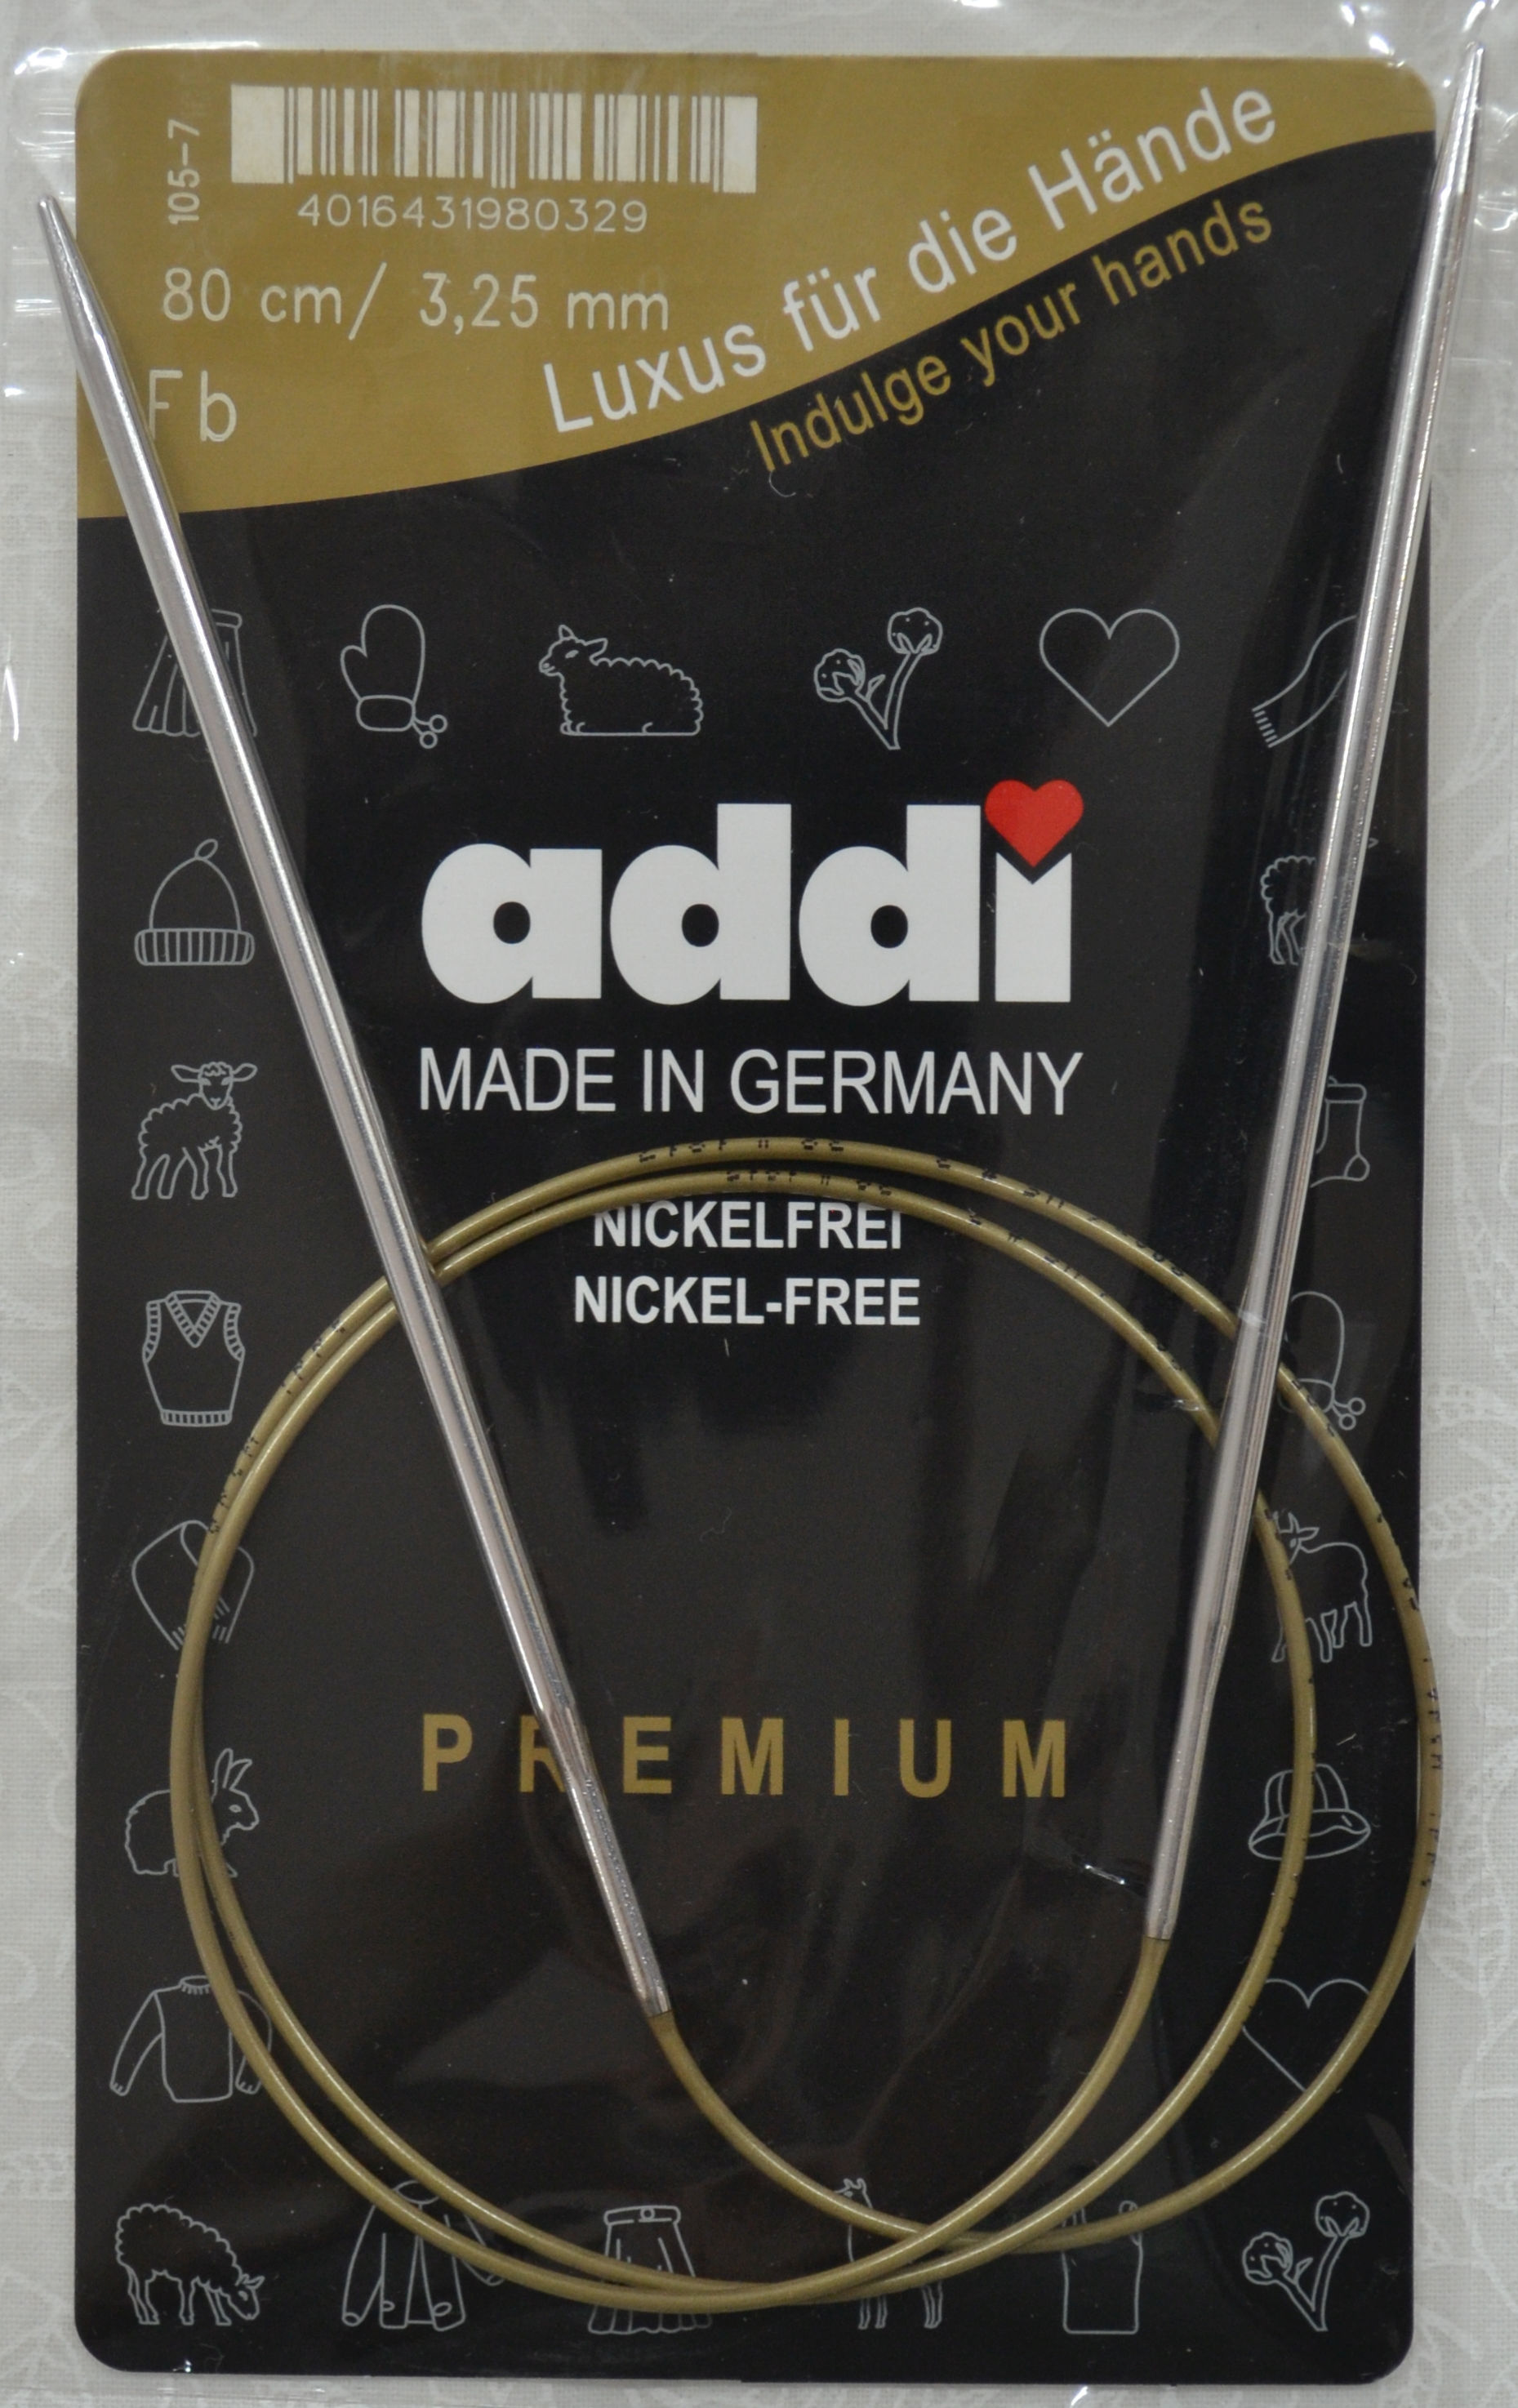 105-7
4016431980329
80 cm/ 3,25 mm
Fb
Luxus für die Hände
Indulge your hands
addi
MADE IN GERMANY
NICKELFREI
NICKEL-FREE
PREMIUM